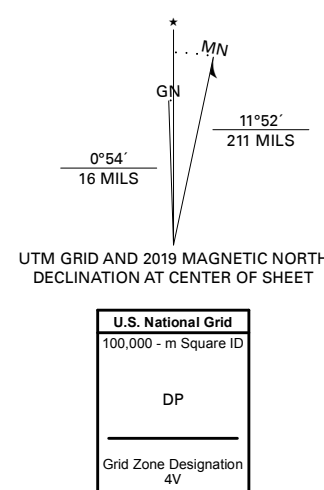 ★
MN
GN
11°52´
211 MILS
0°54´
16 MILS
UTM GRID AND 2019 MAGNETIC NORTH
DECLINATION AT CENTER OF SHEET
U.S. National Grid
100,000 - m Square ID
DP
Grid Zone Designation
4V